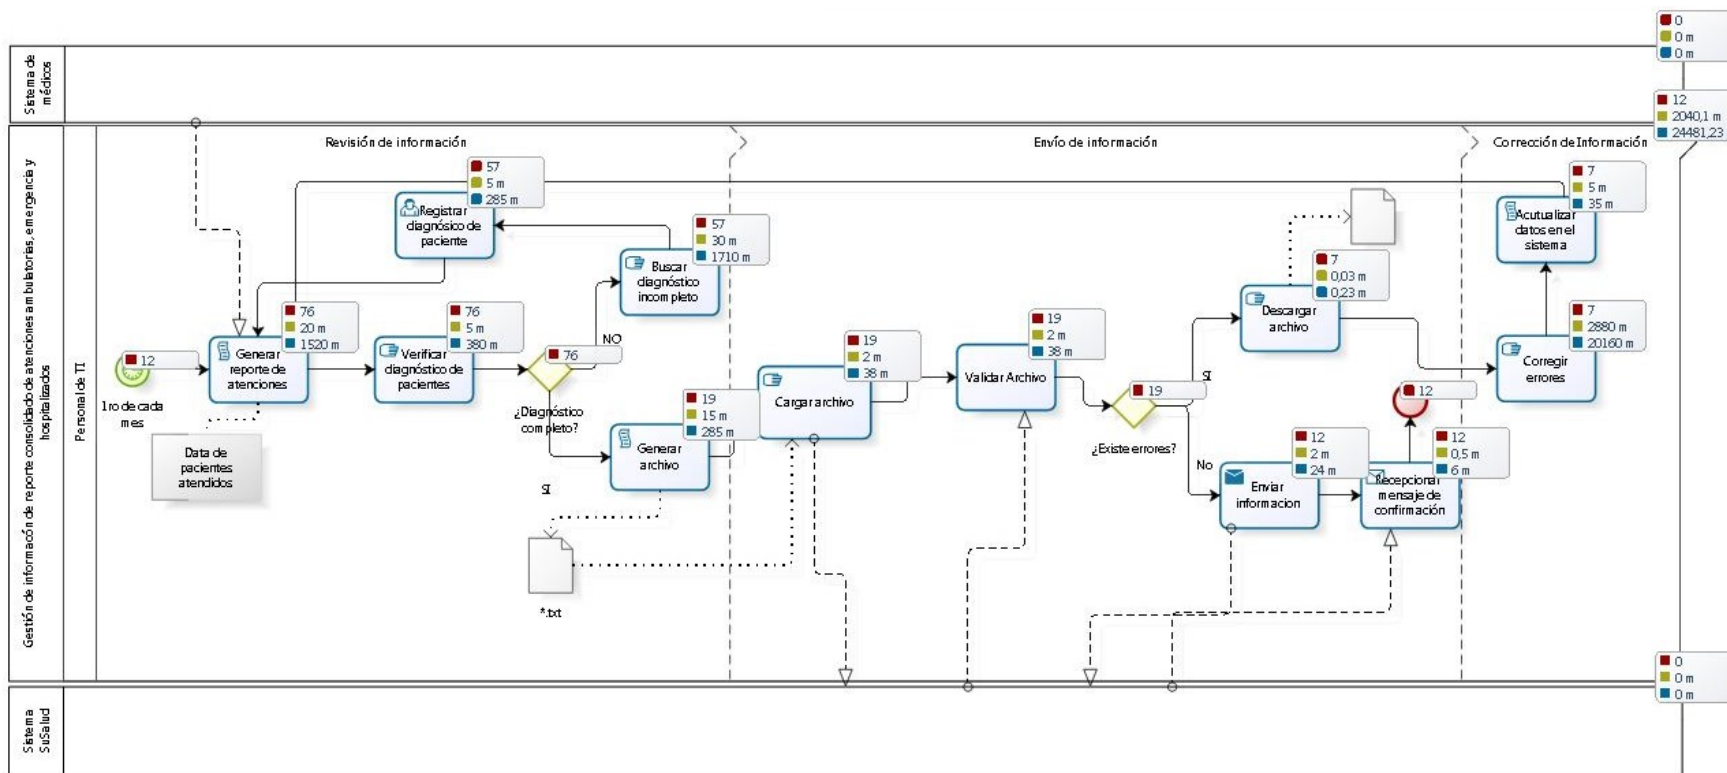 0
0 m
0 m
Sistema de
médicos
12
2040,1 m
24481,23
Gestión de informacón de reporte consolidado de atenciones ambulatorias, emergencia y
hospitalizados
Personal de TI
Revisión de información
Envío de información
Corrección de Información
57
5 m
285 m
Registrar
diagnóstico de
paciente
57
30 m
1710 m
Buscar
diagnóstico
incompleto
7
5 m
35 m
Acutualizar
datos en el
sistema
7
0,03 m
0,23 m
Descargar
archivo
12
1ro de cada
mes
76
20 m
1520 m
Generar
reporte de
atenciones
Data de
pacientes
atendidos
76
5 m
380 m
Verificar
diagnóstico de
pacientes
76
NO
¿Diagnóstico
completo?
SI
19
15 m
285 m
Generar
archivo
*.txt
19
2 m
38 m
Cargar archivo
19
2 m
38 m
Validar Archivo
19
SI
¿Existe errores?
No
7
2880 m
20160 m
Corregir
errores
12
12
2 m
24 m
Enviar
informacion
12
0,5 m
6 m
Recepcionar
mensaje de
confirmación
0
0 m
0 m
Sistema
SuSalud